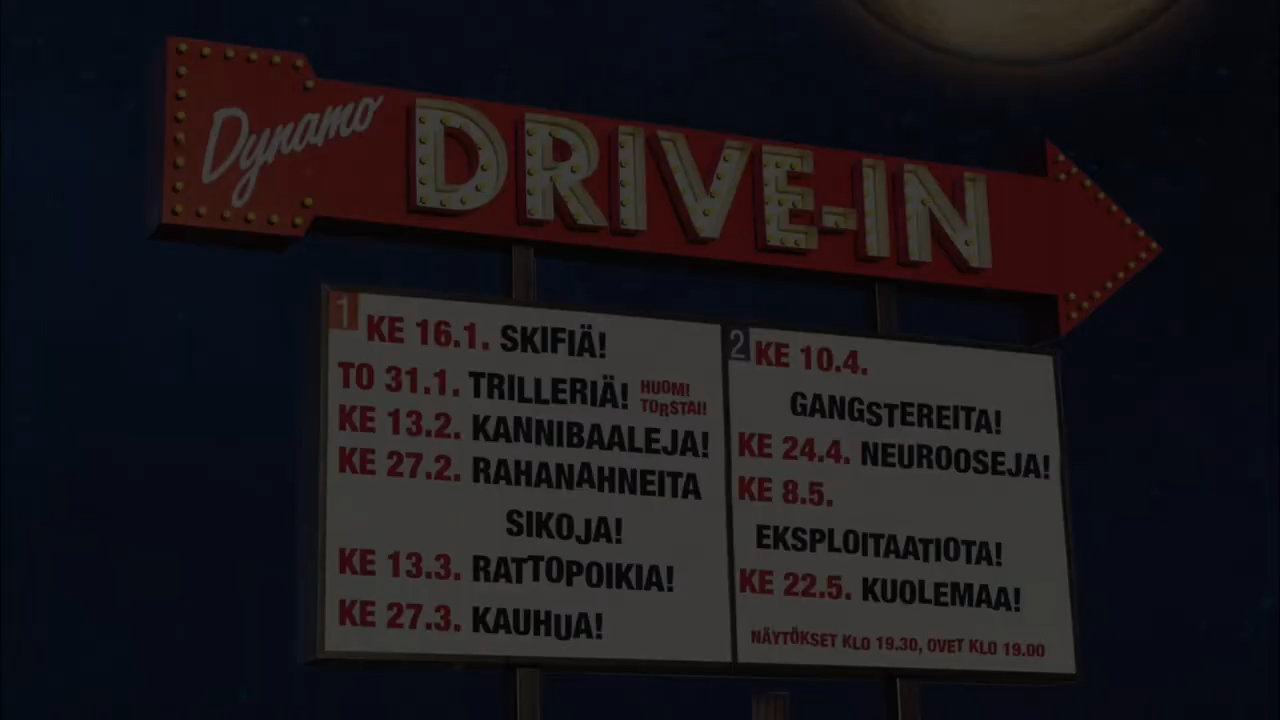 Dynamo DRIVE-IN
1
KE 16.1. SKIFIÄ!
TO 31.1. TRILLERIÄ! HUOM! TORSTAI!
KE 13.2. KANNIBAALEJA!
KE 27.2. RAHANAHNEITA
SIKOJA!
KE 13.3. RATTOPOIKIA!
KE 27.3. KAUHUA!
2
KE 10.4.
GANGSTEREITA!
KE 24.4. NEUROOSEJA!
KE 8.5.
EKSPLOITAATIOTA!
KE 22.5. KUOLEMAA!
NÄYTÖKSET KLO 19.30, OVET KLO 19.00